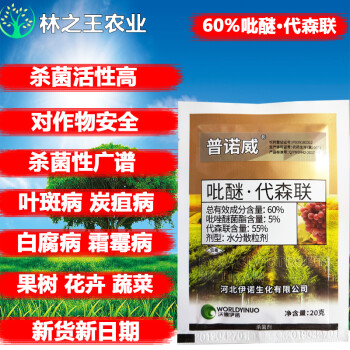 林之王农业
60%吡醚·代森联
杀菌活性高
对作物安全
杀菌性广谱
叶斑病 炭疽病
白腐病 霜霉病
果树 花卉 蔬菜
新货新日期
普诺威
吡醚·代森联
总有效成分含量：60%
吡唑醚菌酯含量：5%
代森联含量：55%
剂型：水分散粒剂
河北伊诺生化有限公司
WORLDYINUO
净含量：20克
杀菌剂